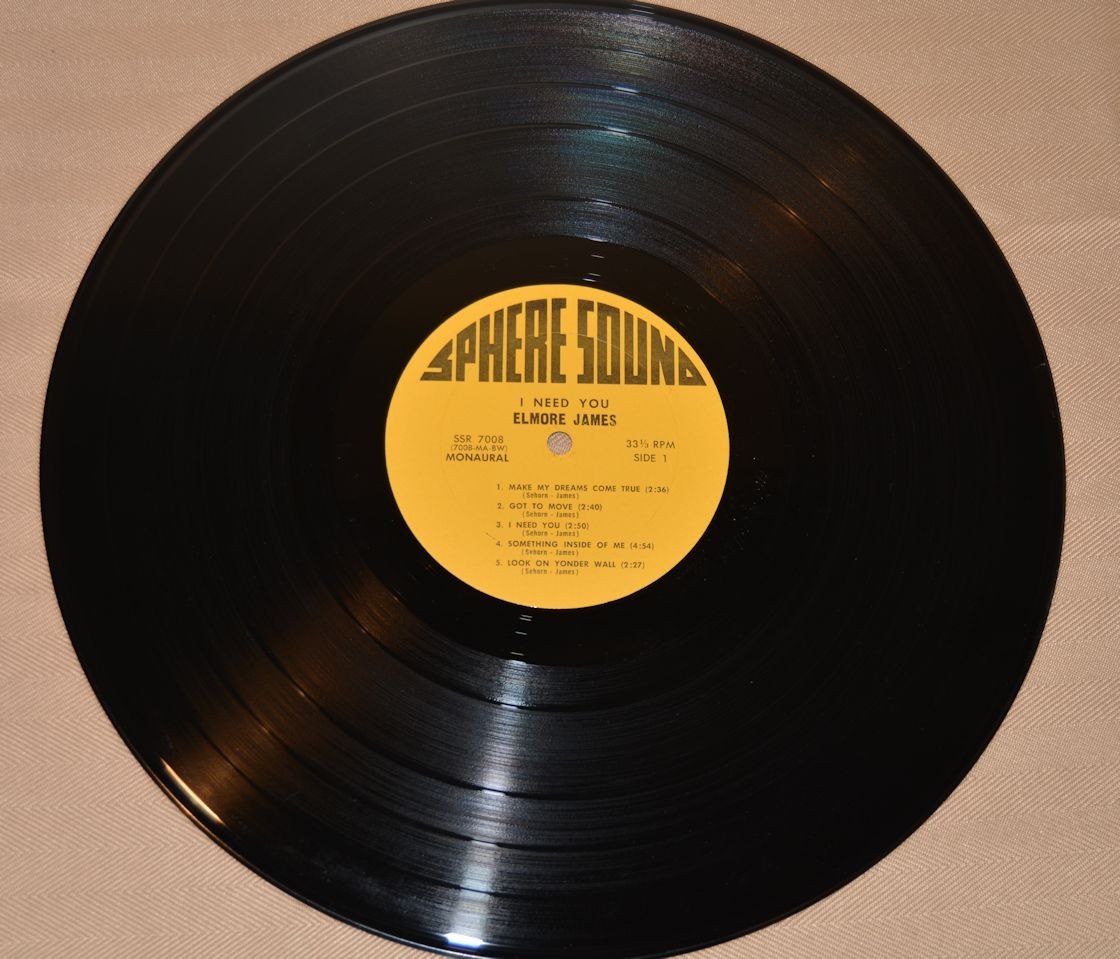 SPHERE SOUND
I NEED YOU
ELMORE JAMES
SSR 7008
(7008-MA-BW)
MONAURAL
33⅓ RPM
SIDE 1
1. MAKE MY DREAMS COME TRUE (2:36)
(Sehorn - James)
2. GOT TO MOVE (2:40)
(Sehorn - James)
3. I NEED YOU (2:50)
(Sehorn - James)
4. SOMETHING INSIDE OF ME (4:54)
(Sehorn - James)
5. LOOK ON YONDER WALL (2:27)
(Sehorn - James)